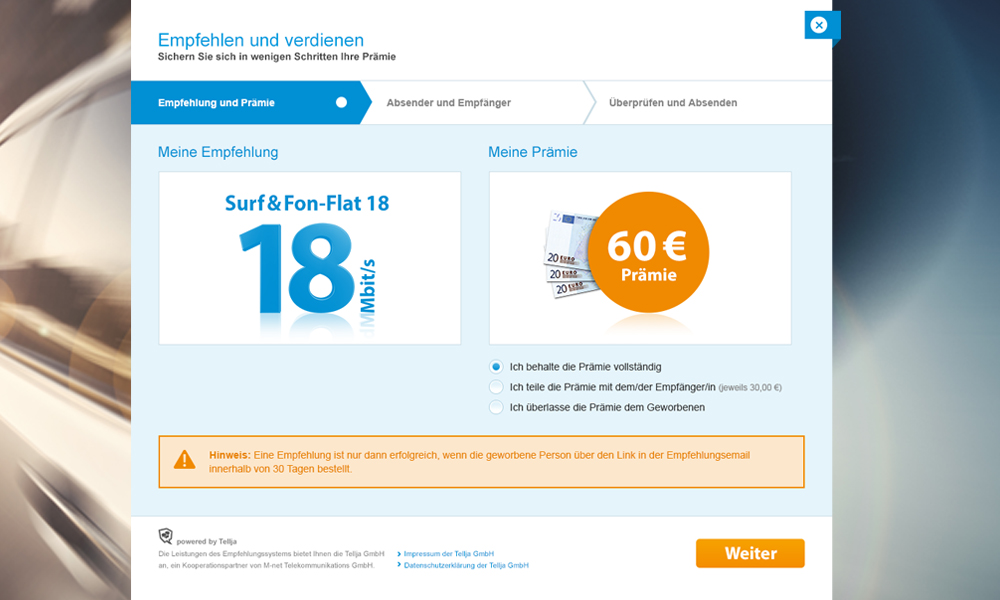 Empfehlen und verdienen
Sichern Sie sich in wenigen Schritten Ihre Prämie
Empfehlung und Prämie
Absender und Empfänger
Überprüfen und Absenden
Meine Empfehlung
Surf & Fon-Flat 18
18
Mbit/s
Meine Prämie
20 EURO
20 EURO
20 EURO
60 €
Prämie
Ich behalte die Prämie vollständig
Ich teile die Prämie mit dem/der Empfänger/in (jeweils 30,00 €)
Ich überlasse die Prämie dem Geworbenen
Hinweis: Eine Empfehlung ist nur dann erfolgreich, wenn die geworbene Person über den Link in der Empfehlungsemail
innerhalb von 30 Tagen bestellt.
powered by Tellja
Die Leistungen des Empfehlungssystems bietet Ihnen die Tellja GmbH
an, ein Kooperationspartner von M-net Telekommunikations GmbH.
Impressum der Tellja GmbH
Datenschutzerklärung der Tellja GmbH
Weiter